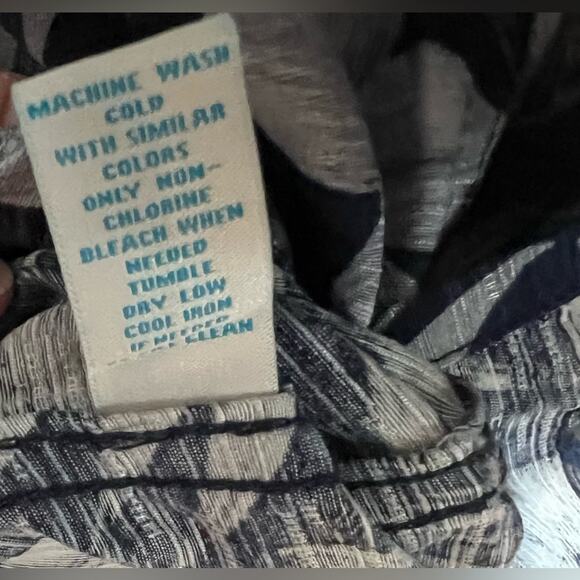 MACHINE WASH
COLD
WITH SIMILAR
COLORS
ONLY NON-
CHLORINE
BLEACH WHEN
NEEDED
TUMBLE
DRY LOW
COOL IRON
CLEAN